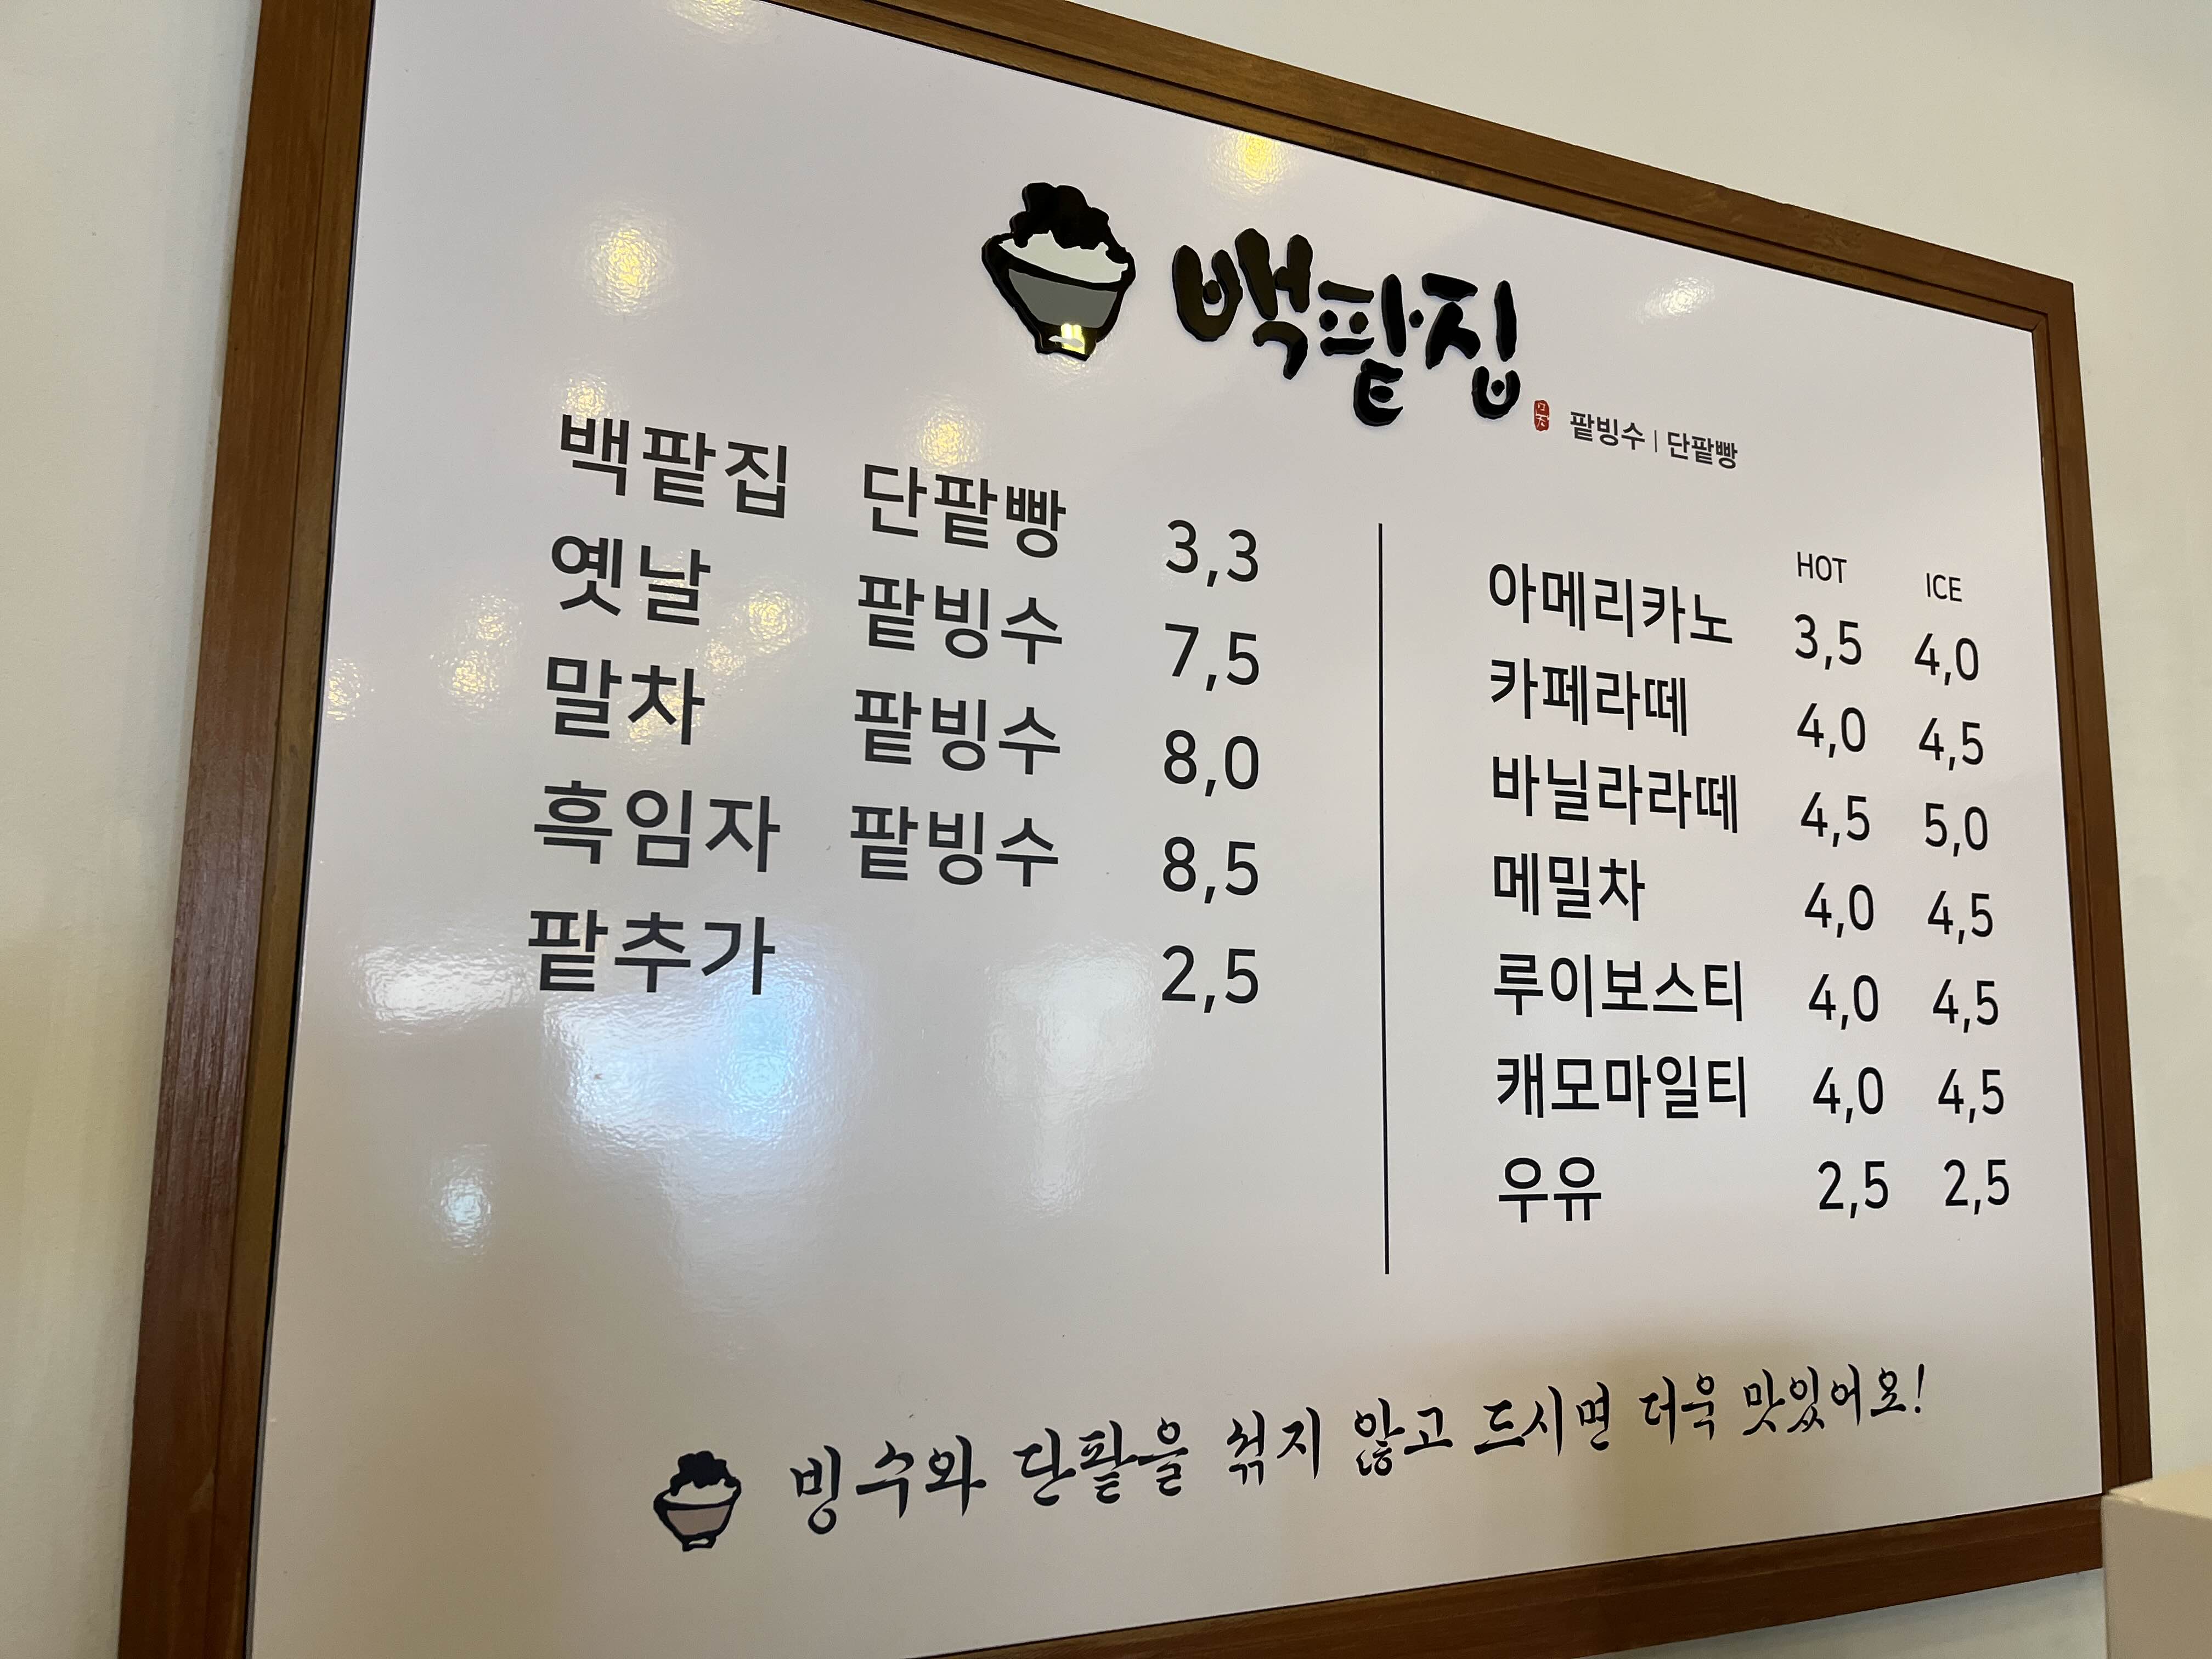 백팥집
팥빙수 | 단팥빵
백팥집 단팥빵 3,3
옛날 팥빙수 7,5
말차 팥빙수 8,0
흑임자 팥빙수 8,5
팥추가 2,5
HOT ICE
아메리카노 3,5 4,0
카페라떼 4,0 4,5
바닐라라떼 4,5 5,0
메밀차 4,0 4,5
루이보스티 4,0 4,5
캐모마일티 4,0 4,5
우유 2,5 2,5
빙수와 단팥을 섞지 않고 드시면 더욱 맛있어요!